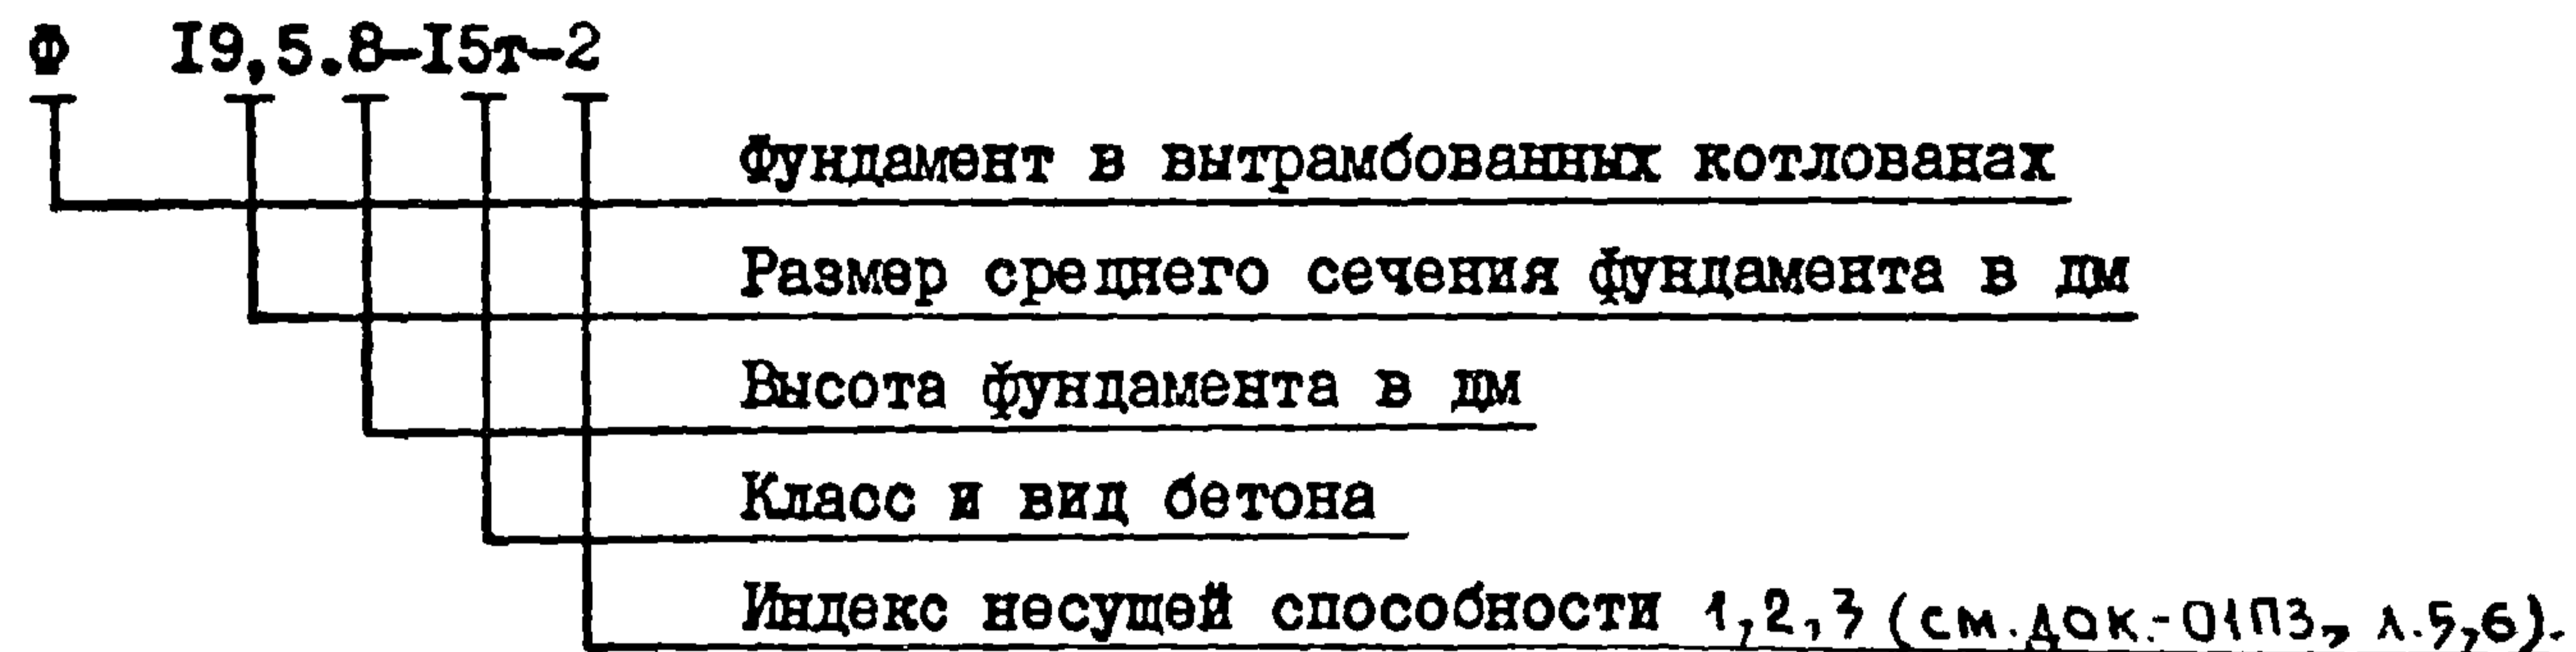 Ф I9,5.8-I5т-2
Фундамент в вытрамбованных котлованах
Размер среднего сечения фундамента в дм
Высота фундамента в дм
Класс и вид бетона
Индекс несущей способности 1,2,3 (см.док.-01ПЗ, л.5,6).